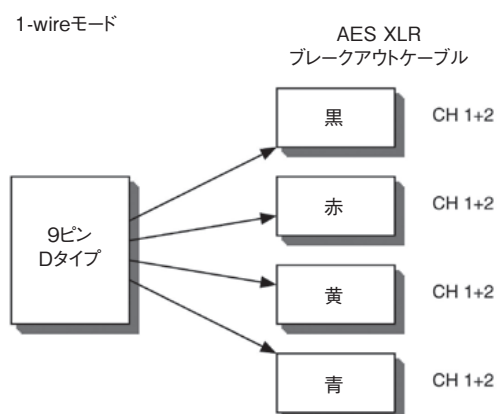 1-wireモード
AES XLR
ブレークアウトケーブル
黒 CH 1+2
赤 CH 1+2
9ピン
Dタイプ
黄 CH 1+2
青 CH 1+2